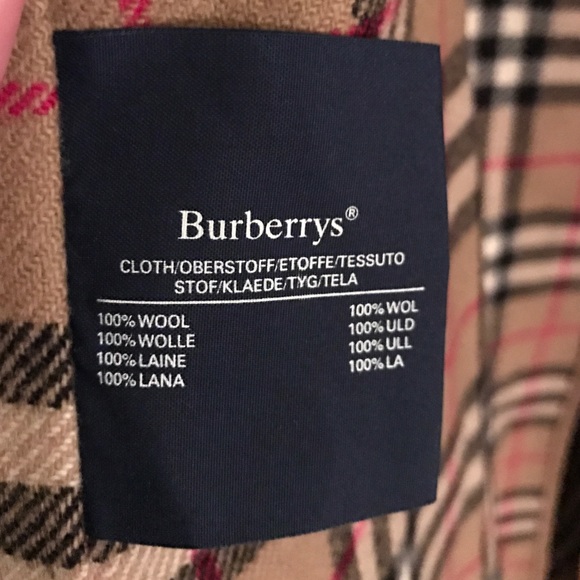 Burberrys®
CLOTH/OBERSTOFF/ETOFFE/TESSUTO
STOF/KLAEDE/TYG/TELA
100% WOOL
100% WOLLE
100% LAINE
100% LANA
100% WOL
100% ULD
100% ULL
100% LA